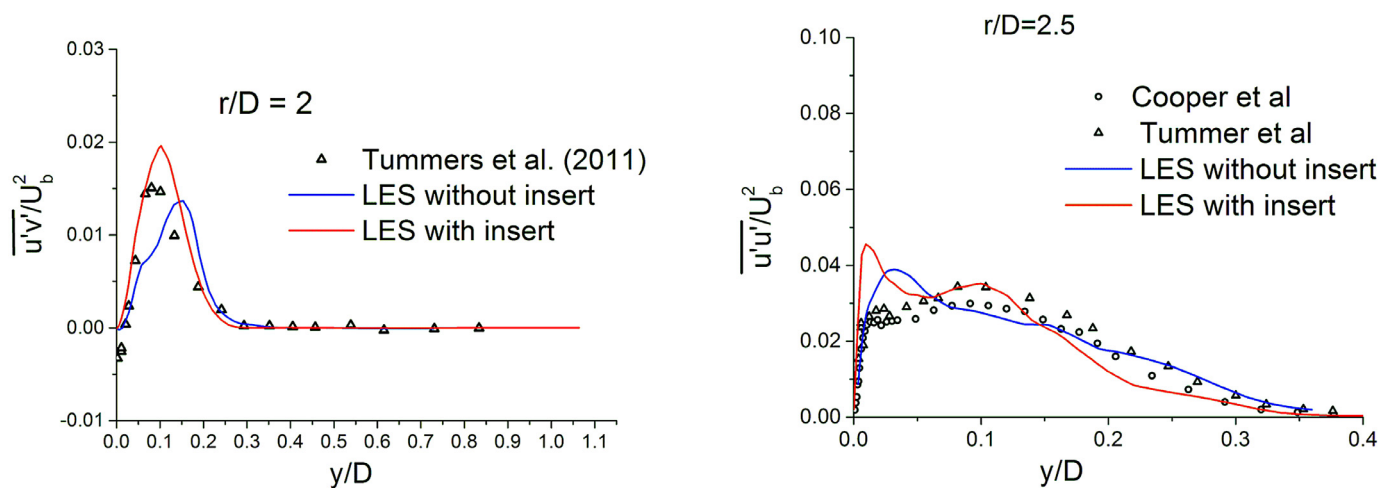 0.03
0.02
0.01
0.00
-0.01
u'v'/U_b^2
r/D = 2
Tummers et al. (2011)
LES without insert
LES with insert
0.0 0.1 0.2 0.3 0.4 0.5 0.6 0.7 0.8 0.9 1.0 1.1
y/D
r/D=2.5
0.10
0.08
0.06
0.04
0.02
0.00
u'u'/U_b^2
Cooper et al
Tummer et al
LES without insert
LES with insert
0.0 0.1 0.2 0.3 0.4
y/D